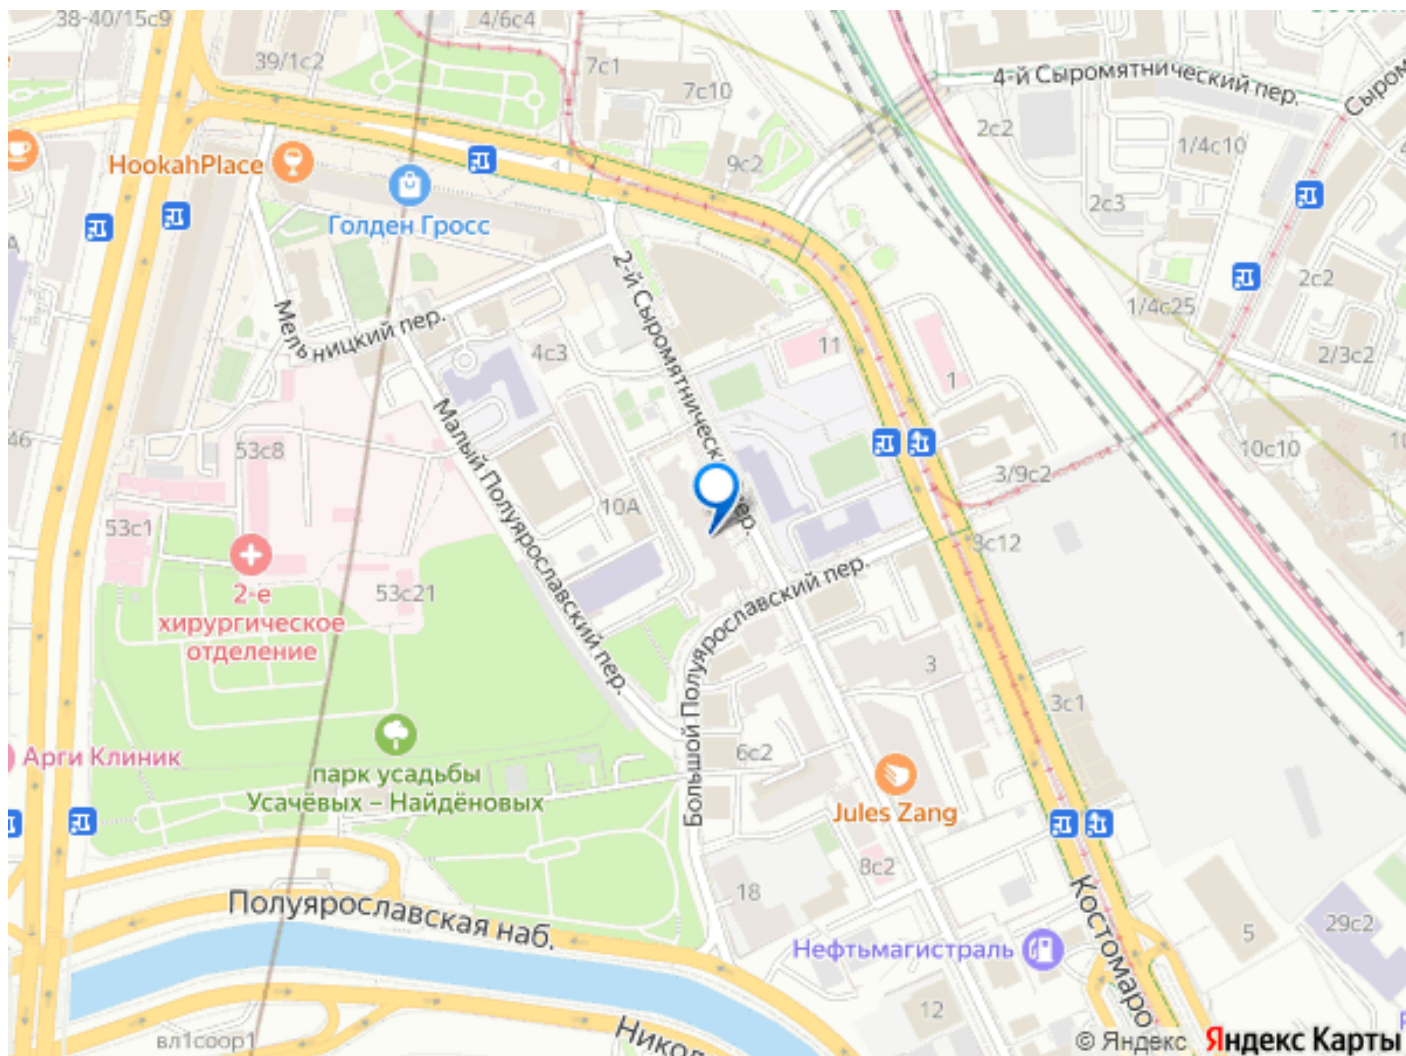 38-40/15с9
4/6с4
39/1с2
7с1
7с10
4-й Сыромятнический пер.
2с2
1/4с10
HookahPlace
9с2
Голден Гросс
2с3
2-й Сыромятнический пер.
2с2
1/4с25
Мельницкий пер.
11
4с3
2/3с2
1
Малый Полуярославский пер.
46
53с8
10с10
3/9с2
10А
53с1
9с12
2-е
хирургическое
отделение
53с21
Большой Полуярославский пер.
3
3с1
Арги Клиник
парк усадьбы
Усачёвых – Найдёновых
6с2
Jules Zang
8с2
18
Полуярославская наб.
Костомаро
29с2
5
Нефтьмагистраль
12
вл1соор1
Никол
© Яндекс Яндекс Карты